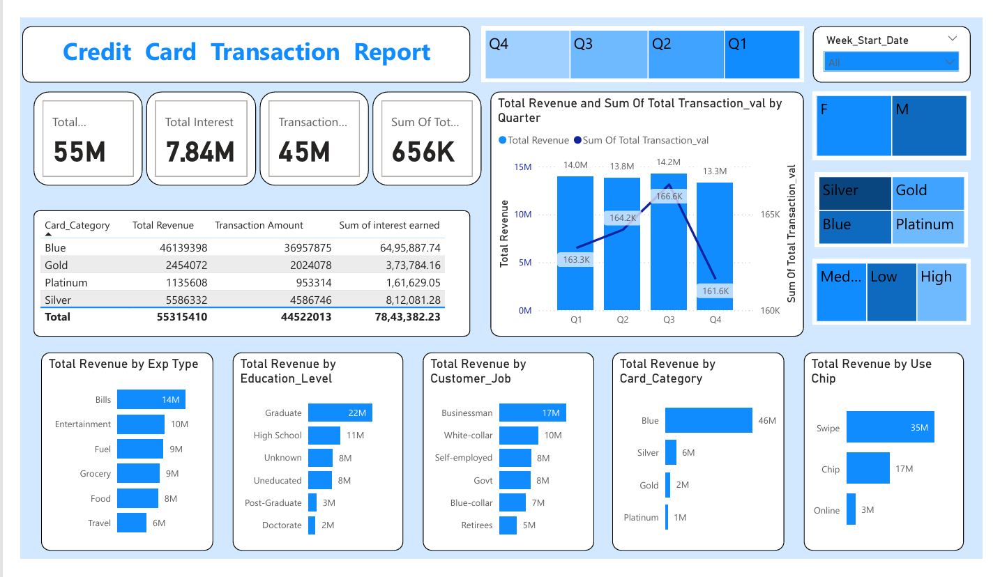 Credit Card Transaction Report
Q4
Q3
Q2
Q1
Week_Start_Date
All
Total...
55M
Total Interest
7.84M
Transaction...
45M
Sum Of Tot...
656K
Total Revenue and Sum Of Total Transaction_val by
Quarter
Total Revenue Sum Of Total Transaction_val
Total Revenue
15M
10M
5M
0M
14.0M
13.8M
14.2M
13.3M
163.3K
164.2K
166.6K
161.6K
Q1
Q2
Q3
Q4
165K
160K
Sum Of Total Transaction_val
F
M
Silver
Gold
Blue
Platinum
Med...
Low
High
Card_Category Total Revenue Transaction Amount Sum of interest earned
Blue 46139398 36957875 64,95,887.74
Gold 2454072 2024078 3,73,784.16
Platinum 1135608 953314 1,61,629.05
Silver 5586332 4586746 8,12,081.28
Total 55315410 44522013 78,43,382.23
Total Revenue by Exp Type
Bills 14M
Entertainment 10M
Fuel 9M
Grocery 9M
Food 8M
Travel 6M
Total Revenue by
Education_Level
Graduate 22M
High School 11M
Unknown 8M
Uneducated 8M
Post-Graduate 3M
Doctorate 2M
Total Revenue by
Customer_Job
Businessman 17M
White-collar 10M
Self-employed 8M
Govt 8M
Blue-collar 7M
Retirees 5M
Total Revenue by
Card_Category
Blue 46M
Silver 6M
Gold 2M
Platinum 1M
Total Revenue by Use
Chip
Swipe 35M
Chip 17M
Online 3M